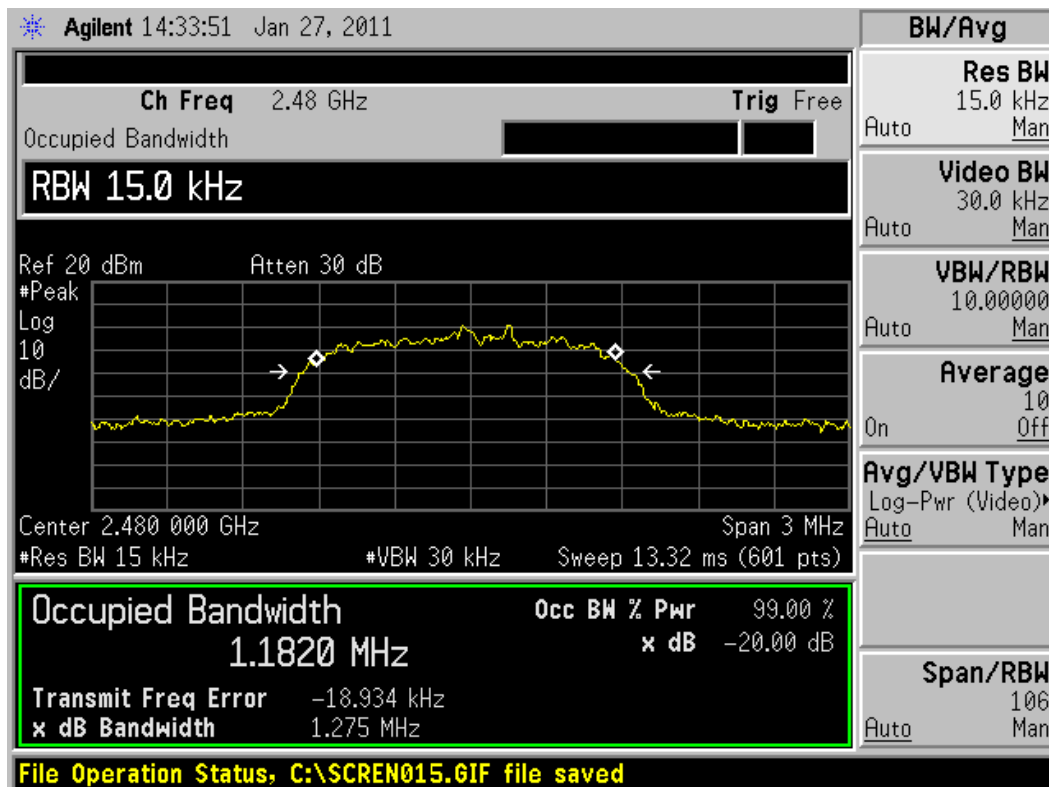 Agilent 14:33:51 Jan 27, 2011
Ch Freq 2.48 GHz Trig Free
Occupied Bandwidth
RBW 15.0 kHz
Ref 20 dBm Atten 30 dB
#Peak
Log
10
dB/
Center 2.480 000 GHz Span 3 MHz
#Res BW 15 kHz #VBW 30 kHz Sweep 13.32 ms (601 pts)
Occupied Bandwidth
1.1820 MHz
Occ BW % Pwr 99.00 %
x dB -20.00 dB
Transmit Freq Error -18.934 kHz
x dB Bandwidth 1.275 MHz
File Operation Status, C:\SCREN015.GIF file saved
BW/Avg
Res BW
15.0 kHz
Auto Man
Video BW
30.0 kHz
Auto Man
VBW/RBW
10.00000
Auto Man
Average
10
On Off
Avg/VBW Type
Log-Pwr (Video)
Auto Man
Span/RBW
106
Auto Man